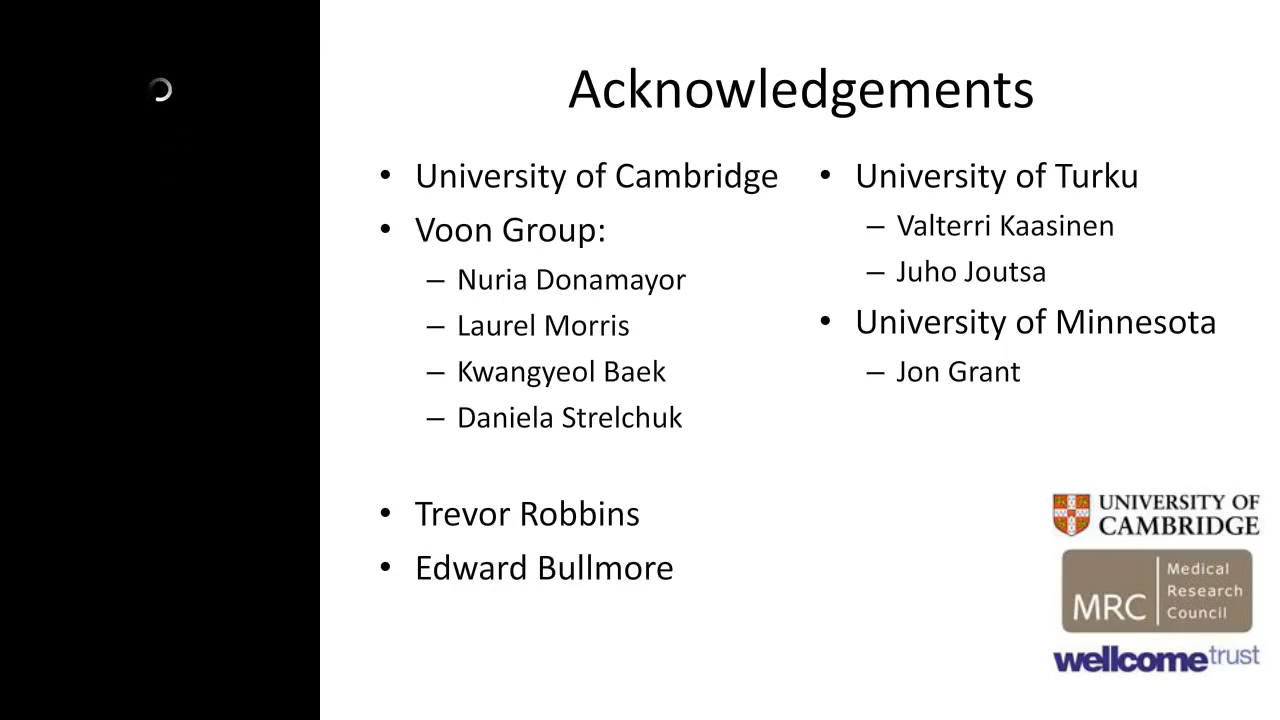 Acknowledgements
• University of Cambridge
• Voon Group:
– Nuria Donamayor
– Laurel Morris
– Kwangyeol Baek
– Daniela Strelchuk
• Trevor Robbins
• Edward Bullmore
• University of Turku
– Valterri Kaasinen
– Juho Joutsa
• University of Minnesota
– Jon Grant
UNIVERSITY OF
CAMBRIDGE
MRC
Medical
Research
Council
wellcometrust